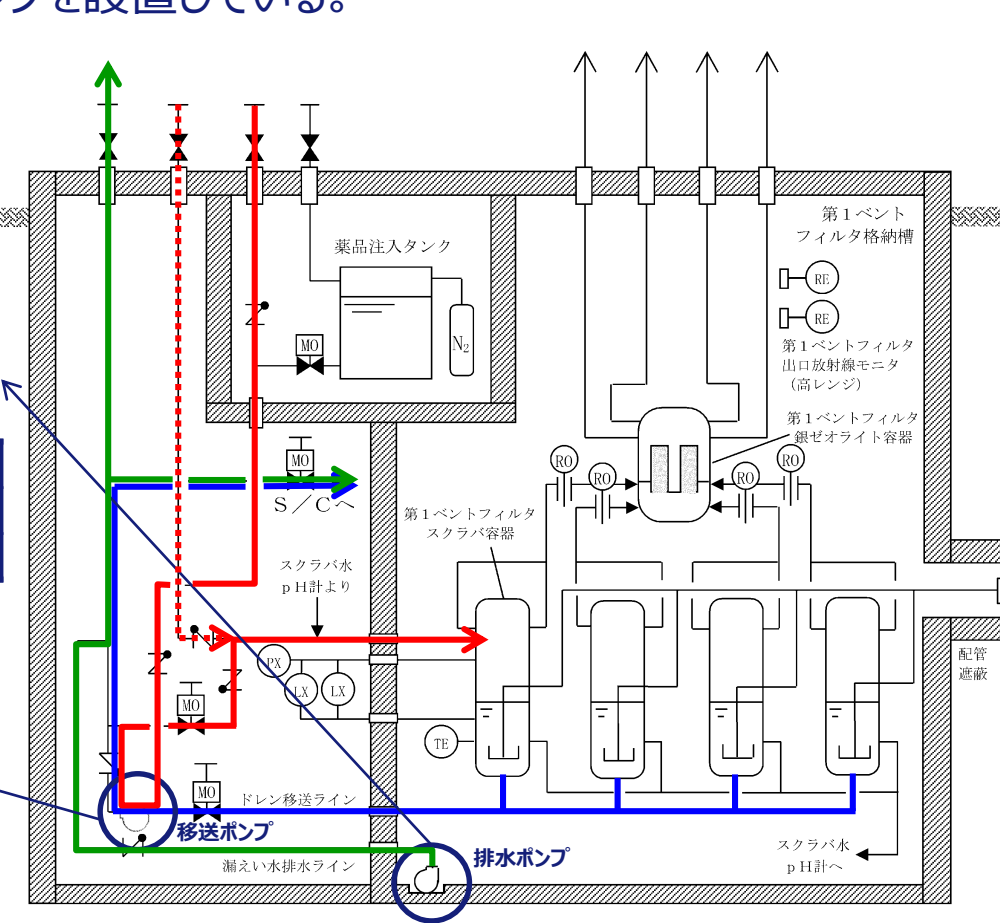 ンプを設置している。
第1ベント
フィルタ格納槽
薬品注入タンク
RE
RE
MO
N₂
第1ベントフィルタ
出口放射線モニタ
(高レンジ)
第1ベントフィルタ
銀ゼオライト容器
MO
RO
RO
RO
RO
S/Cへ
第1ベントフィルタ
スクラバ容器
スクラバ水
pH計より
PX
LX
LX
MO
TE
配管
遮蔽
MO
ドレン移送ライン
移送ポンプ
漏えい水排水ライン
排水ポンプ
スクラバ水
pH計へ